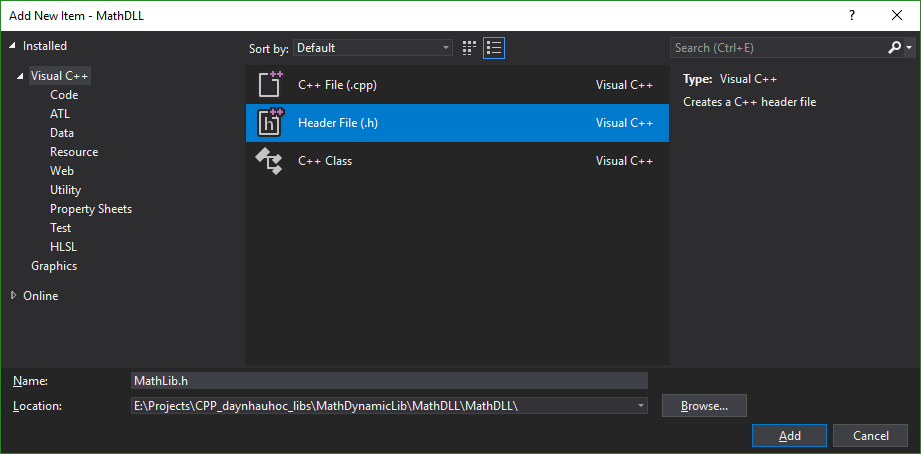 Add New Item - MathDLL
?
Installed
Sort by: Default
Search (Ctrl+E)
Visual C++
Code
ATL
Data
Resource
Web
Utility
Property Sheets
Test
HLSL
Graphics
Online
C++ File (.cpp) Visual C++
Header File (.h) Visual C++
C++ Class Visual C++
Type: Visual C++
Creates a C++ header file
Name: MathLib.h
Location: E:\Projects\CPP_daynhauhoc_libs\MathDynamicLib\MathDLL\MathDLL\
Browse...
Add Cancel